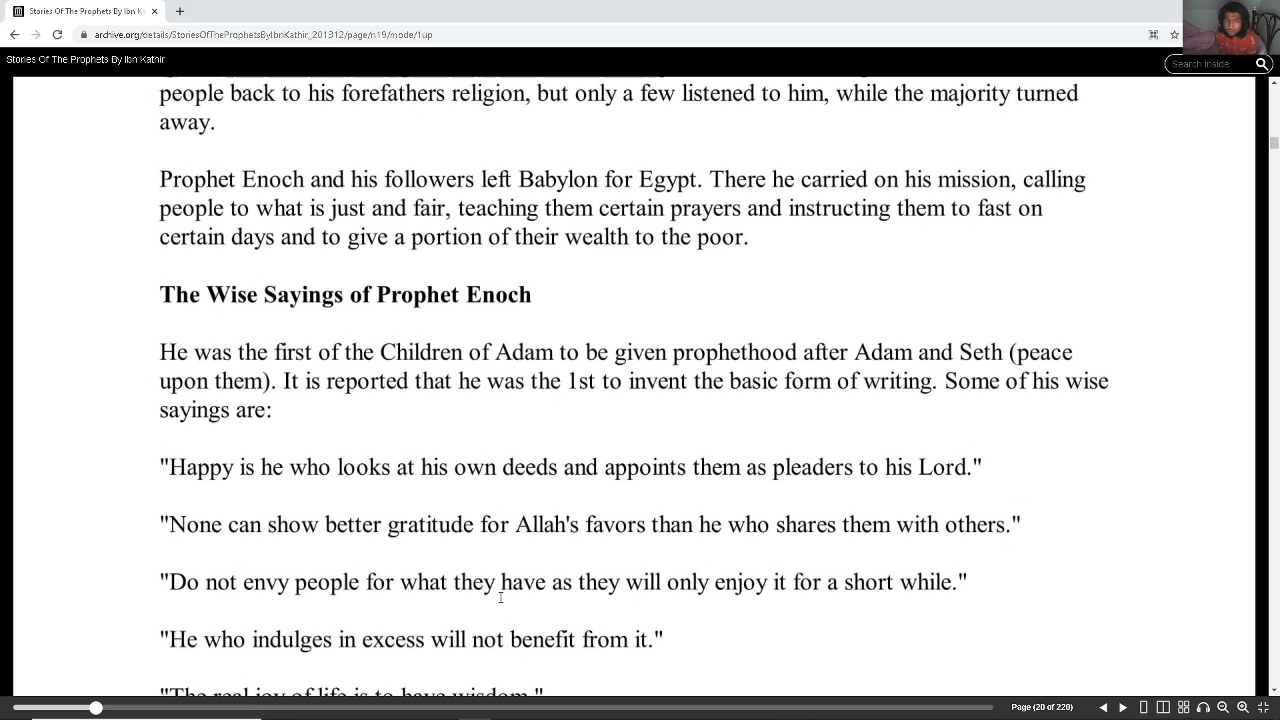 Stories Of The Prophets By Ibn Ka
archive.org/details/StoriesOfTheProphetsByIbnKathir_201312/page/n19/mode/1up
Stories Of The Prophets By Ibn Kathir
Search inside
people back to his forefathers religion, but only a few listened to him, while the majority turned
away.
Prophet Enoch and his followers left Babylon for Egypt. There he carried on his mission, calling
people to what is just and fair, teaching them certain prayers and instructing them to fast on
certain days and to give a portion of their wealth to the poor.
The Wise Sayings of Prophet Enoch
He was the first of the Children of Adam to be given prophethood after Adam and Seth (peace
upon them). It is reported that he was the 1st to invent the basic form of writing. Some of his wise
sayings are:
"Happy is he who looks at his own deeds and appoints them as pleaders to his Lord."
"None can show better gratitude for Allah's favors than he who shares them with others."
"Do not envy people for what they have as they will only enjoy it for a short while."
"He who indulges in excess will not benefit from it."
"The real joy of life is to have wisdom."
Page (20 of 220)